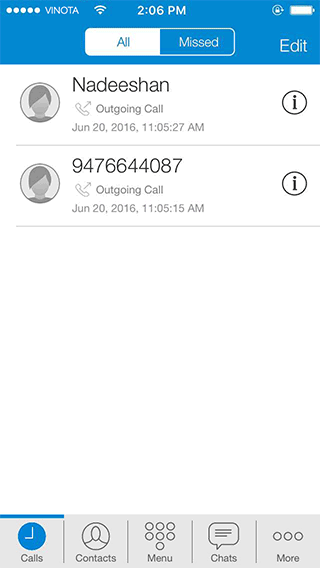 VINOTA 2:06 PM
All Missed Edit
Nadeeshan
Outgoing Call
Jun 20, 2016, 11:05:27 AM
9476644087
Outgoing Call
Jun 20, 2016, 11:05:15 AM
Calls Contacts Menu Chats More